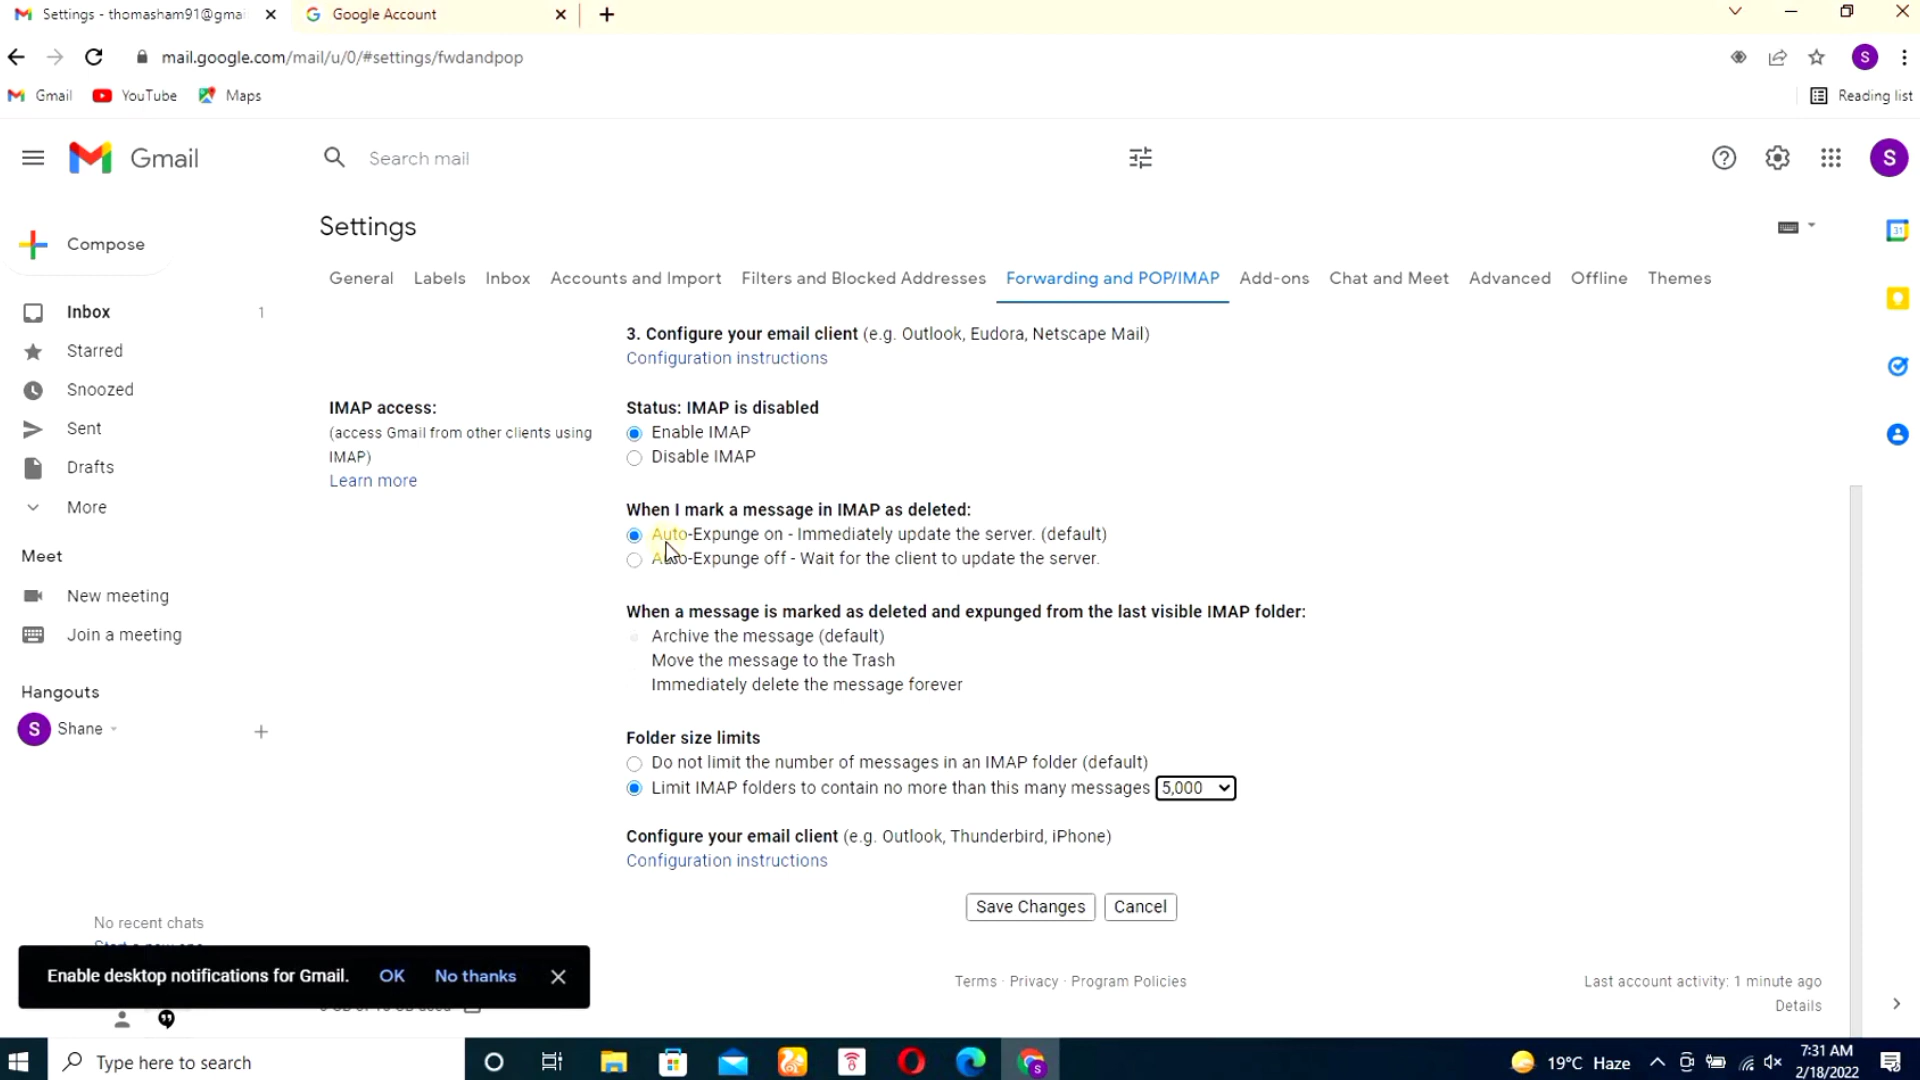 Settings - thomasham91@gmai
Google Account
mail.google.com/mail/u/0/#settings/fwdandpop
S
Gmail
YouTube
Maps
Reading list
Gmail
Search mail
S
Settings
Compose
31
General
Labels
Inbox
Accounts and Import
Filters and Blocked Addresses
Forwarding and POP/IMAP
Add-ons
Chat and Meet
Advanced
Offline
Themes
Inbox
1
Starred
Snoozed
Sent
Drafts
More
Meet
New meeting
Join a meeting
Hangouts
S
Shane
3. Configure your email client (e.g. Outlook, Eudora, Netscape Mail)
Configuration instructions
IMAP access:
(access Gmail from other clients using
IMAP)
Learn more
Status: IMAP is disabled
Enable IMAP
Disable IMAP
When I mark a message in IMAP as deleted:
Auto-Expunge on - Immediately update the server. (default)
Auto-Expunge off - Wait for the client to update the server.
When a message is marked as deleted and expunged from the last visible IMAP folder:
Archive the message (default)
Move the message to the Trash
Immediately delete the message forever
Folder size limits
Do not limit the number of messages in an IMAP folder (default)
Limit IMAP folders to contain no more than this many messages 5,000
Configure your email client (e.g. Outlook, Thunderbird, iPhone)
Configuration instructions
Save Changes
Cancel
No recent chats
Enable desktop notifications for Gmail.
OK
No thanks
Terms · Privacy · Program Policies
Last account activity: 1 minute ago
Details
Type here to search
19°C Haze
7:31 AM
2/18/2022